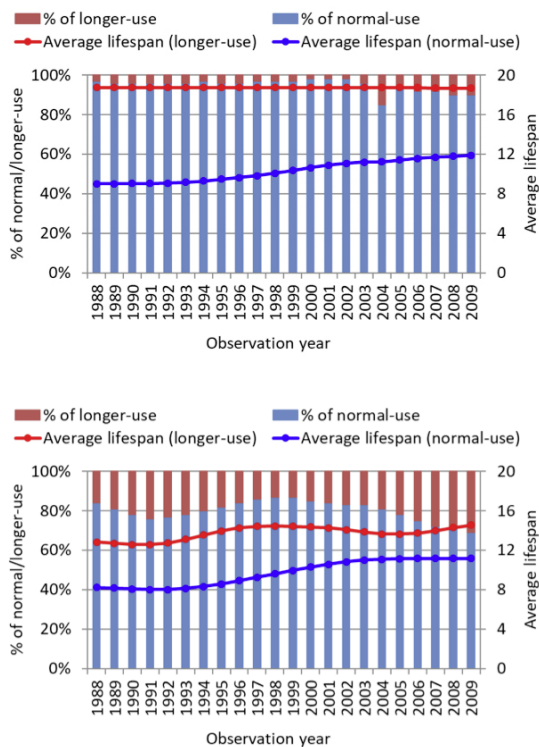 % of longer-use % of normal-use
Average lifespan (longer-use) Average lifespan (normal-use)
100% 20
80% 16
60% 12
40% 8
20% 4
0% 0
% of normal/longer-use
Average lifespan
1988 1989 1990 1991 1992 1993 1994 1995 1996 1997 1998 1999 2000 2001 2002 2003 2004 2005 2006 2007 2008 2009
Observation year
% of longer-use % of normal-use
Average lifespan (longer-use) Average lifespan (normal-use)
100% 20
80% 16
60% 12
40% 8
20% 4
0% 0
% of normal/longer-use
Average lifespan
1988 1989 1990 1991 1992 1993 1994 1995 1996 1997 1998 1999 2000 2001 2002 2003 2004 2005 2006 2007 2008 2009
Observation year